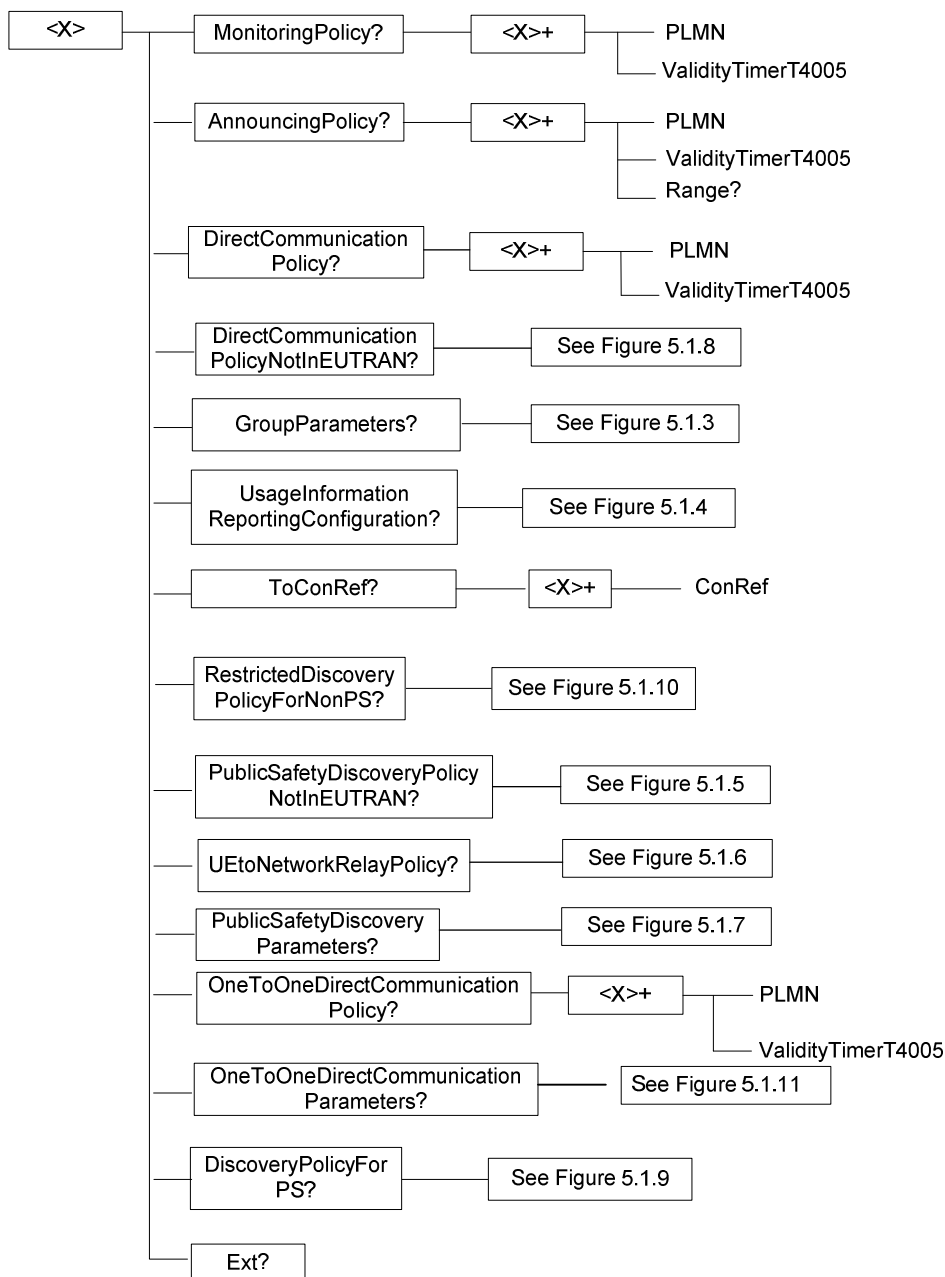 <X>
MonitoringPolicy?
<X>+
PLMN
ValidityTimerT4005
AnnouncingPolicy?
<X>+
PLMN
ValidityTimerT4005
Range?
DirectCommunication
Policy?
<X>+
PLMN
ValidityTimerT4005
DirectCommunication
PolicyNotInEUTRAN?
See Figure 5.1.8
GroupParameters?
See Figure 5.1.3
UsageInformation
ReportingConfiguration?
See Figure 5.1.4
ToConRef?
<X>+
ConRef
RestrictedDiscovery
PolicyForNonPS?
See Figure 5.1.10
PublicSafetyDiscoveryPolicy
NotInEUTRAN?
See Figure 5.1.5
UEtoNetworkRelayPolicy?
See Figure 5.1.6
PublicSafetyDiscovery
Parameters?
See Figure 5.1.7
OneToOneDirectCommunication
Policy?
<X>+
PLMN
ValidityTimerT4005
OneToOneDirectCommunication
Parameters?
See Figure 5.1.11
DiscoveryPolicyFor
PS?
See Figure 5.1.9
Ext?